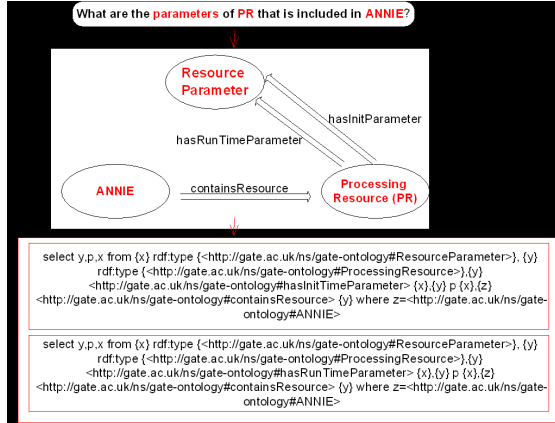 What are the parameters of PR that is included in ANNIE?
Resource
Parameter
hasInitParameter
hasRunTimeParameter
ANNIE
containsResource
Processing
Resource (PR)
select y,p,x from {x} rdf:type {<http://gate.ac.uk/ns/gate-ontology#ResourceParameter>}, {y}
rdf:type {<http://gate.ac.uk/ns/gate-ontology#ProcessingResource>},{y}
<http://gate.ac.uk/ns/gate-ontology#hasInitParameter> {x},{y} p {x},{z}
<http://gate.ac.uk/ns/gate-ontology#containsResource> {y} where z=<http://gate.ac.uk/ns/gate-
ontology#ANNIE>
select y,p,x from {x} rdf:type {<http://gate.ac.uk/ns/gate-ontology#ResourceParameter>}, {y}
rdf:type {<http://gate.ac.uk/ns/gate-ontology#ProcessingResource>},{y}
<http://gate.ac.uk/ns/gate-ontology#hasRunTimeParameter> {x},{y} p {x},{z}
<http://gate.ac.uk/ns/gate-ontology#containsResource> {y} where z=<http://gate.ac.uk/ns/gate-
ontology#ANNIE>